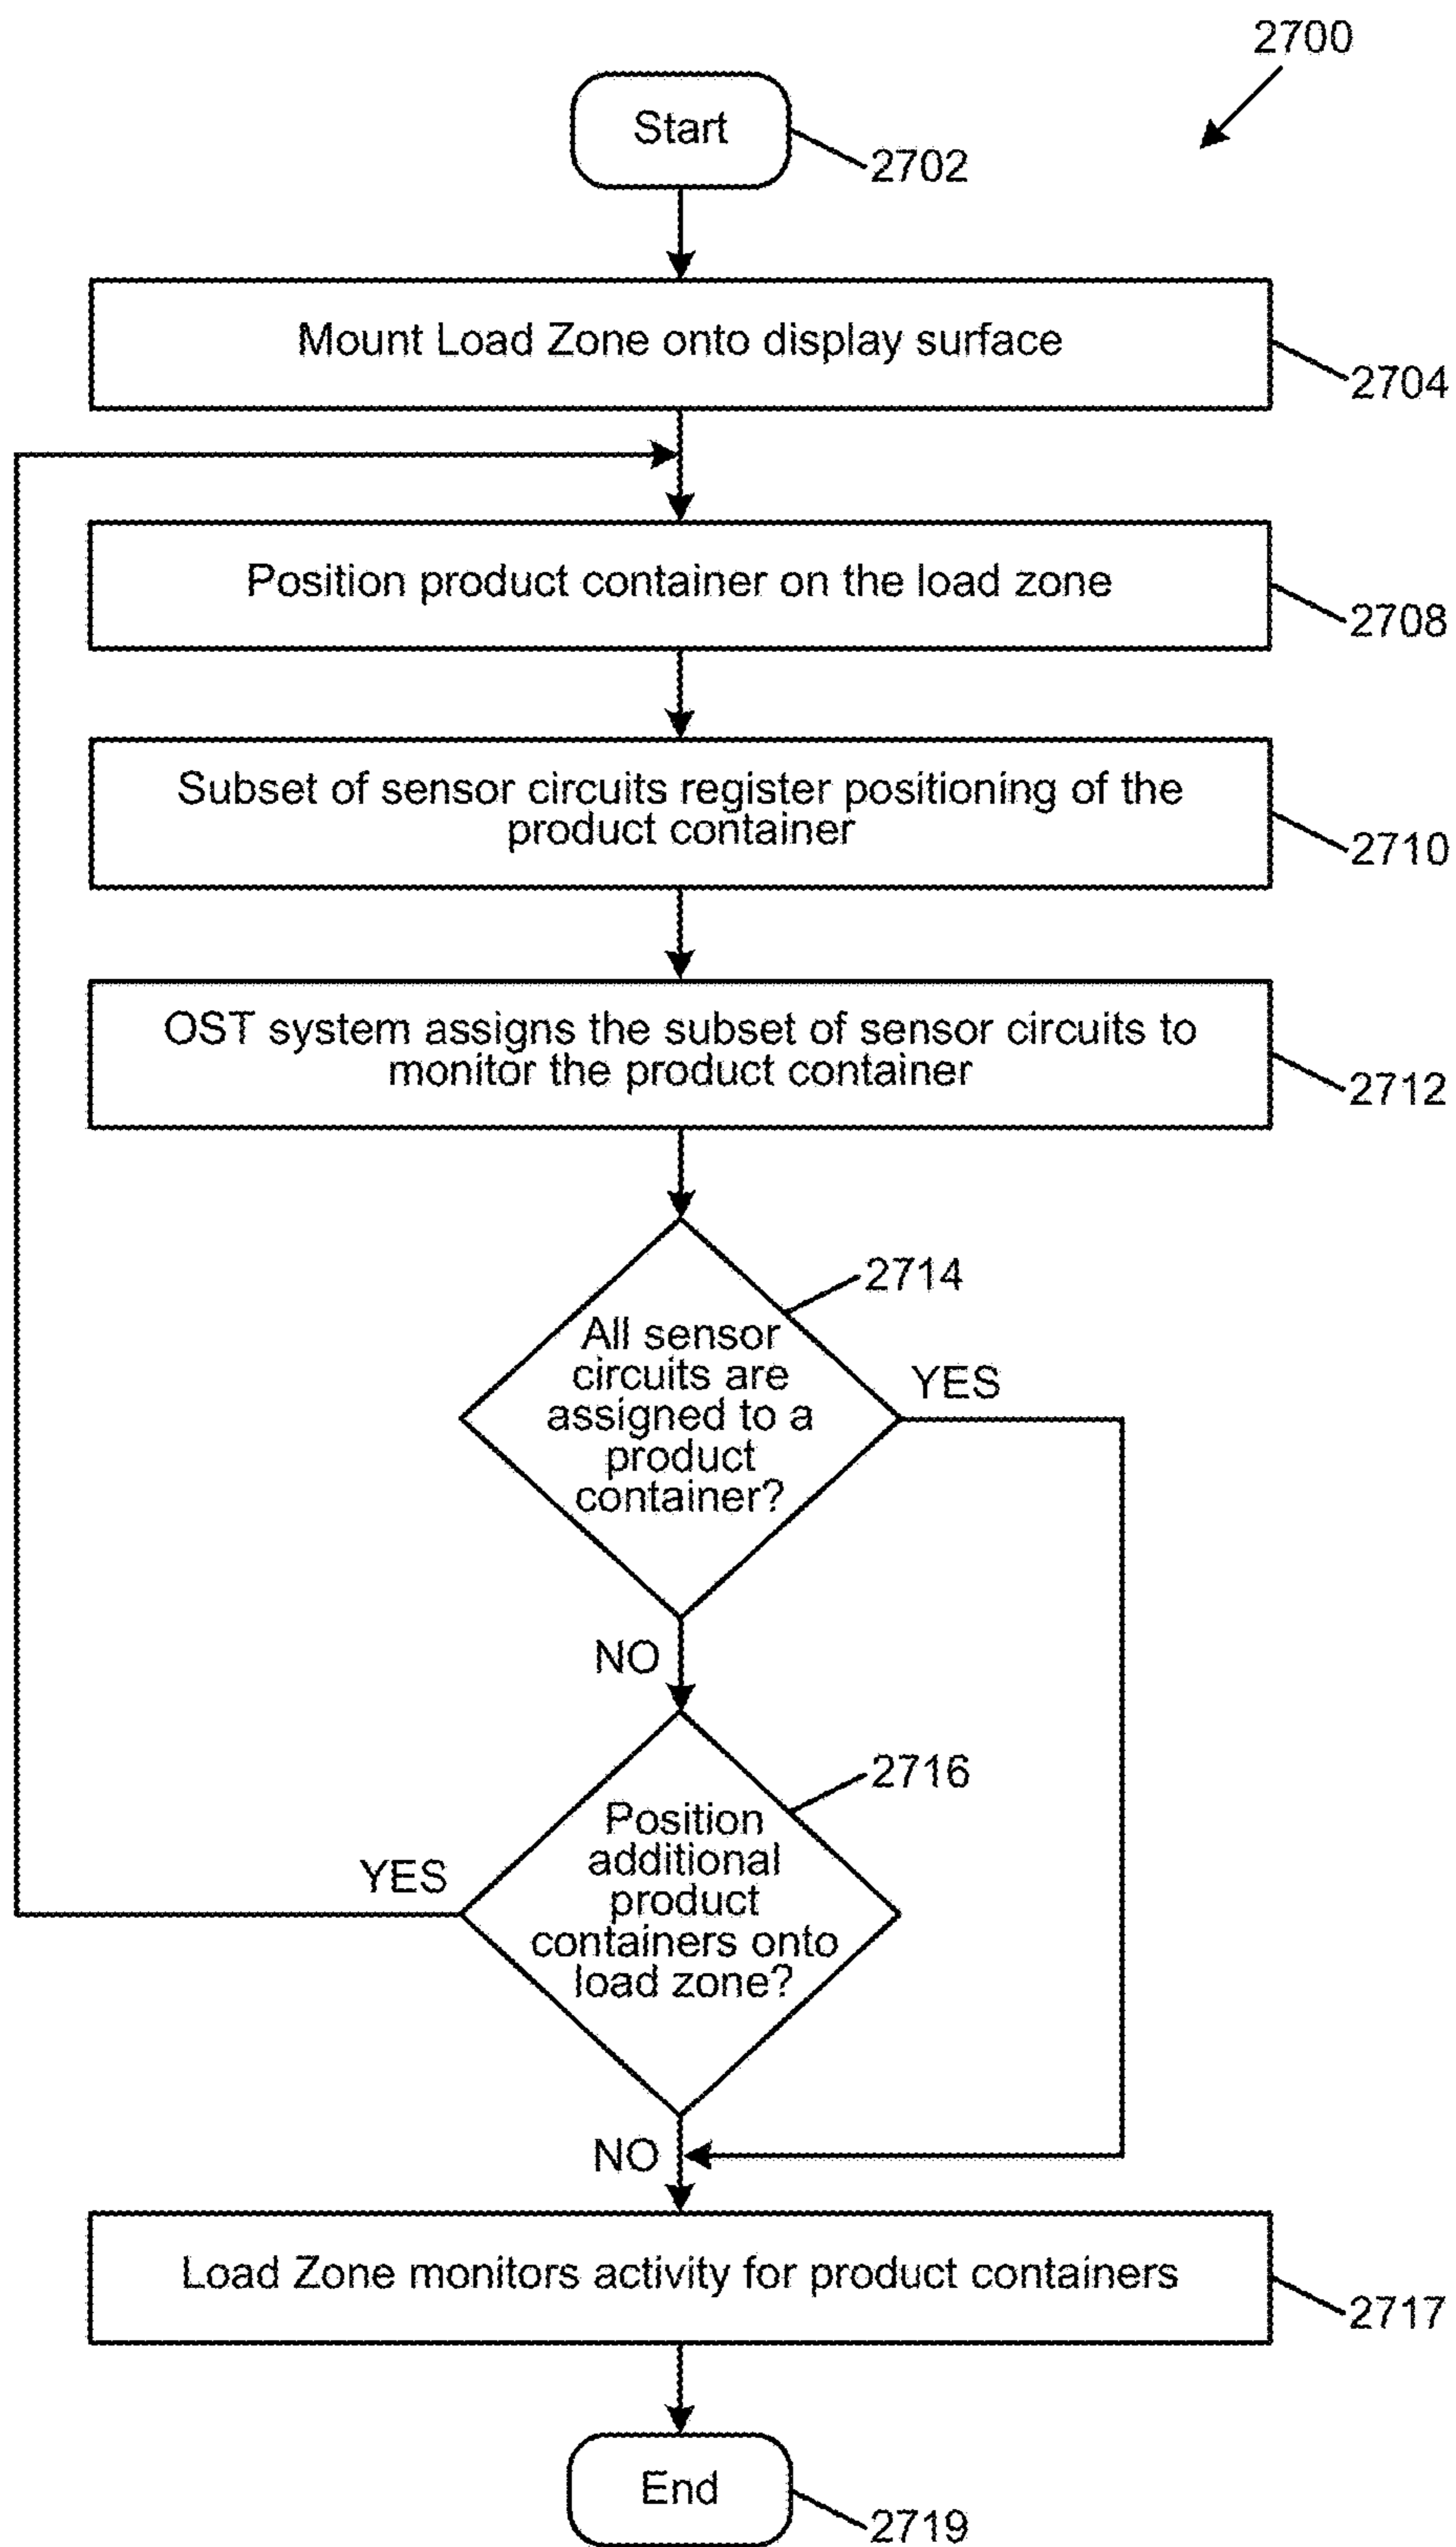 2700
Start
2702
Mount Load Zone onto display surface
2704
Position product container on the load zone
2708
Subset of sensor circuits register positioning of the
product container
2710
OST system assigns the subset of sensor circuits to
monitor the product container
2712
2714
All sensor
circuits are
assigned to a
product
container?
YES
NO
2716
Position
additional
product
containers onto
load zone?
YES
NO
Load Zone monitors activity for product containers
2717
End
2719